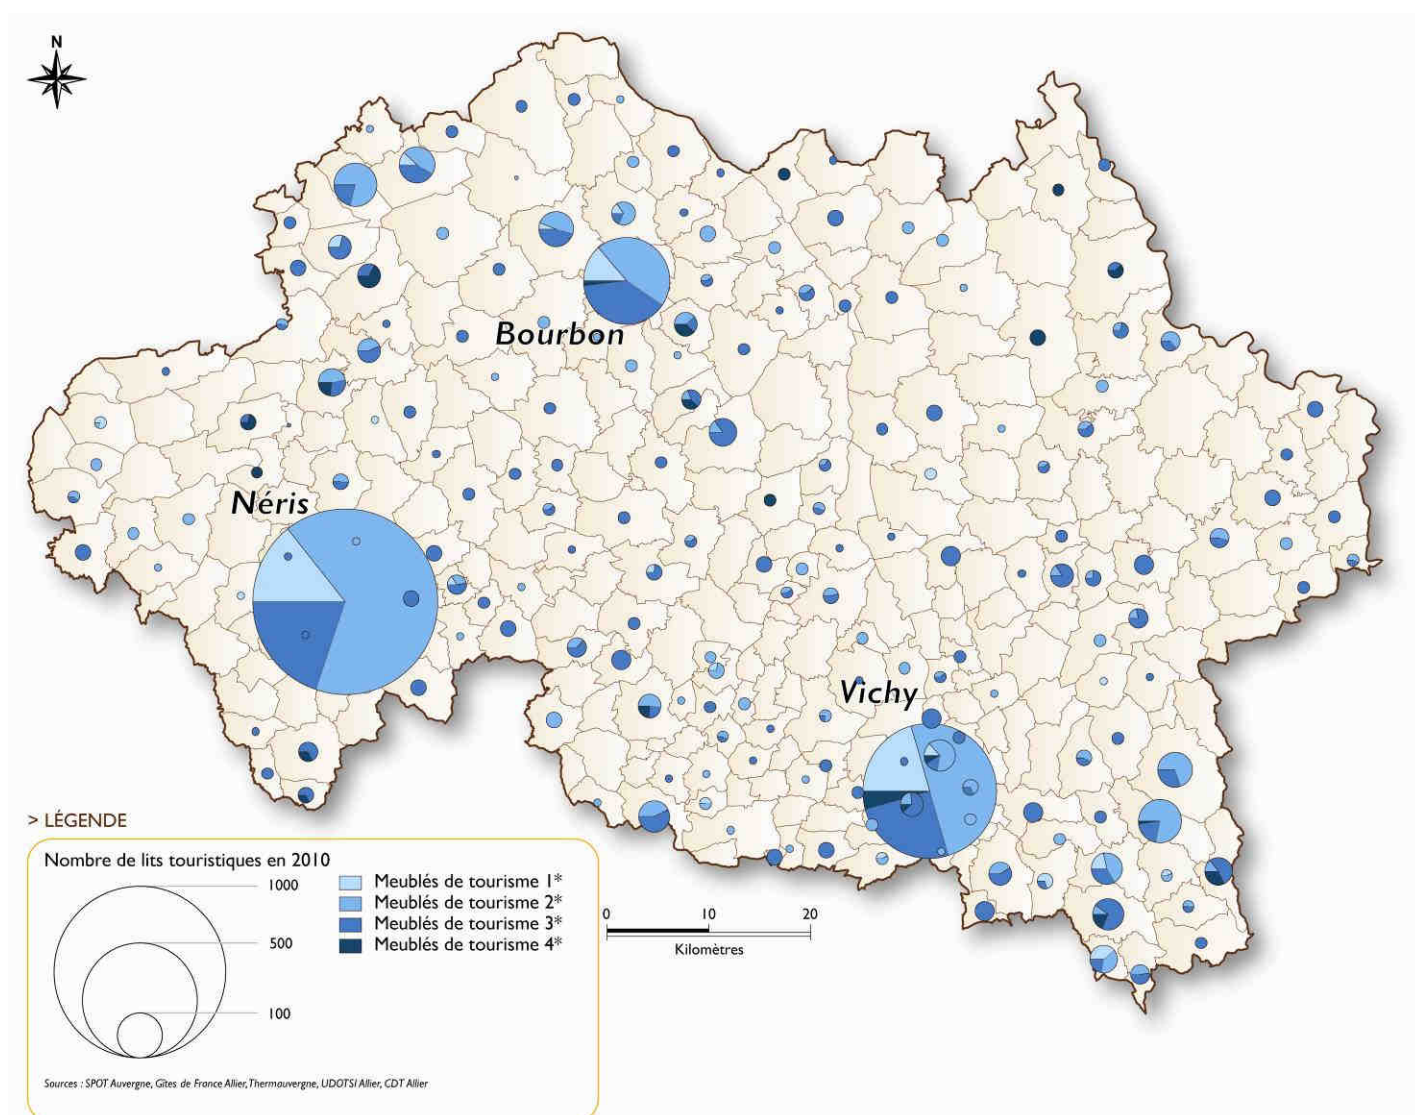 N
Bourbon
Néris
Vichy
> LÉGENDE
Nombre de lits touristiques en 2010
1000
500
100
Meublés de tourisme 1*
Meublés de tourisme 2*
Meublés de tourisme 3*
Meublés de tourisme 4*
0 10 20
Kilomètres
Sources : SPOT Auvergne, Gîtes de France Allier, Thermauvergne, UDOTSI Allier, CDT Allier